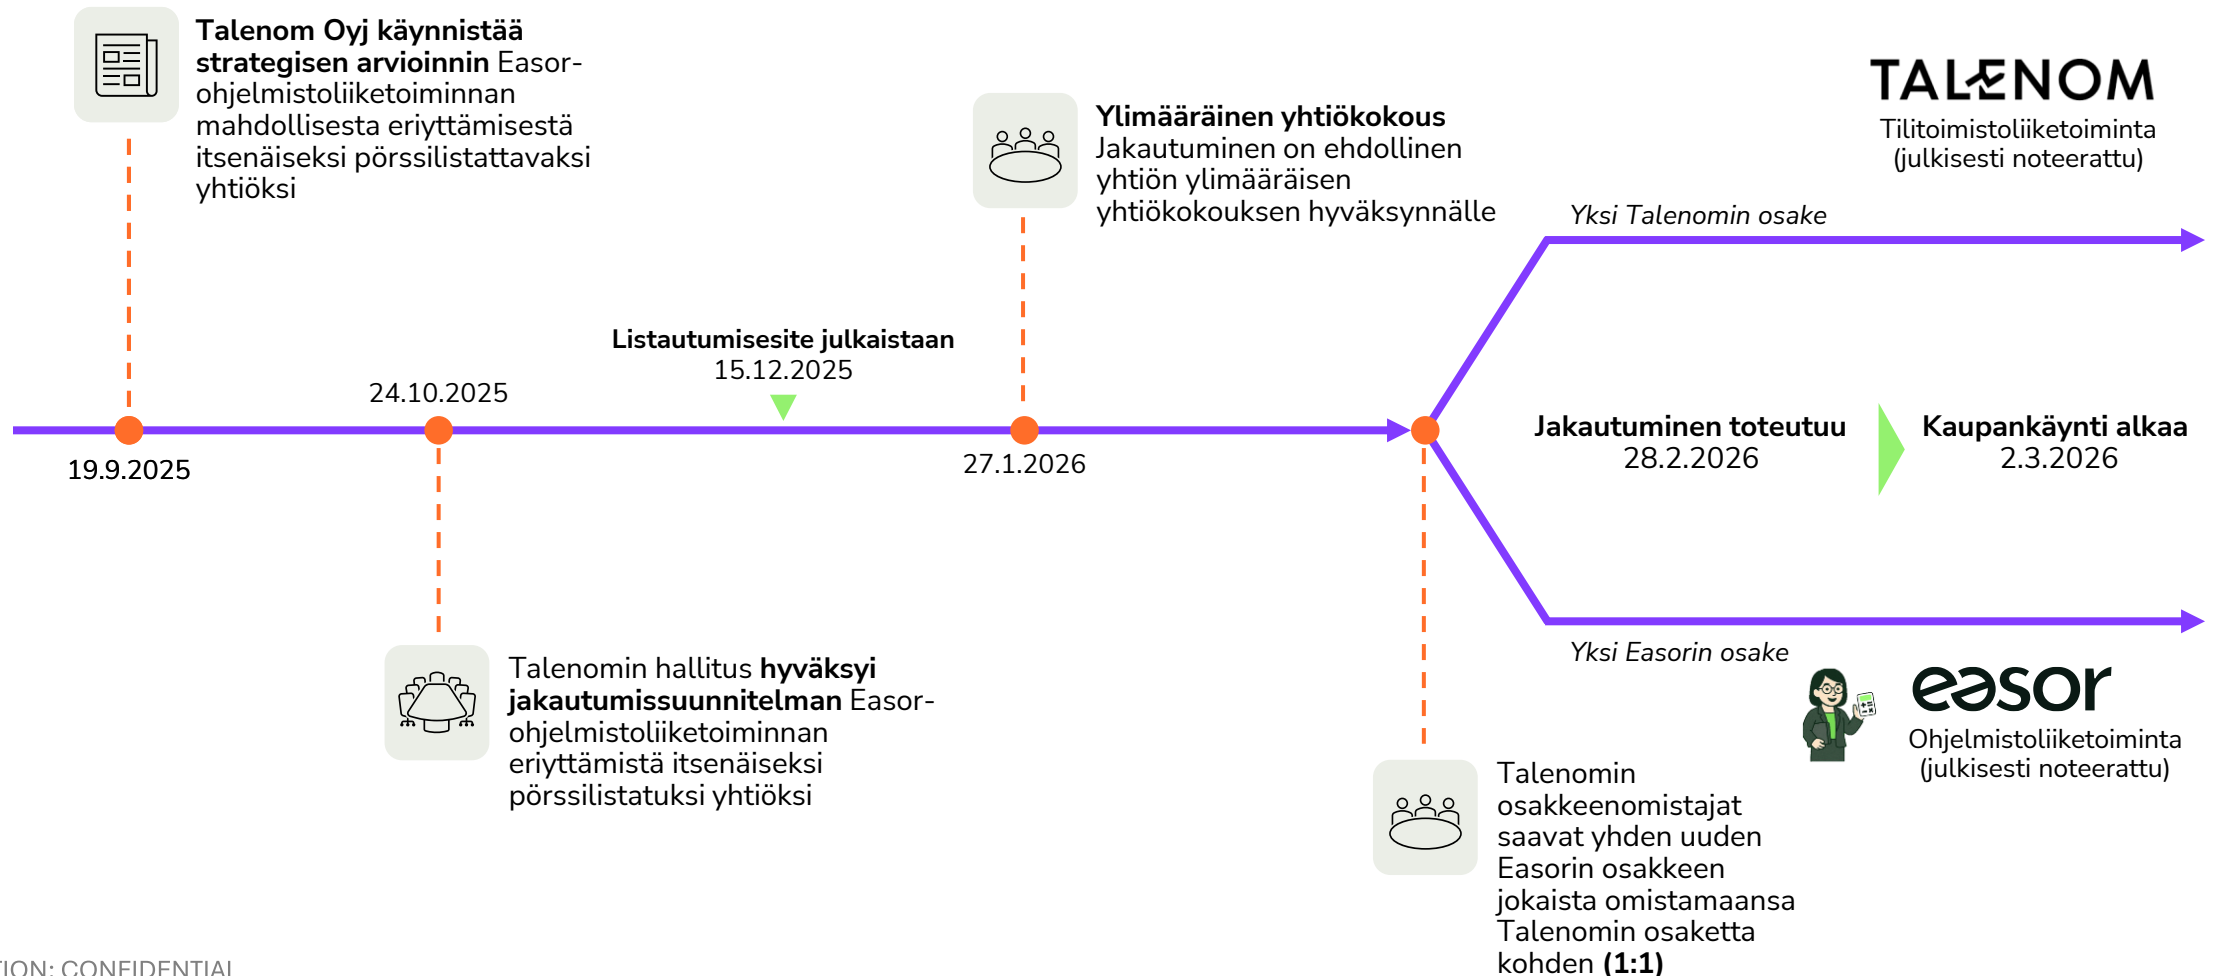 Talenom Oyj käynnistää
strategisen arvioinnin Easor-
ohjelmistoliiketoiminnan
mahdollisesta eriyttämisestä
itsenäiseksi pörssilistattavaksi
yhtiöksi
19.9.2025
24.10.2025
Talenomin hallitus hyväksyi
jakautumissuunnitelman Easor-
ohjelmistoliiketoiminnan
eriyttämistä itsenäiseksi
pörssilistatuksi yhtiöksi
Listautumisesite julkaistaan
15.12.2025
Ylimääräinen yhtiökokous
Jakautuminen on ehdollinen
yhtiön ylimääräisen
yhtiökokouksen hyväksynnälle
27.1.2026
TALENOM
Tilitoimistoliiketoiminta
(julkisesti noteerattu)
Yksi Talenomin osake
Jakautuminen toteutuu
28.2.2026
Kaupankäynti alkaa
2.3.2026
Yksi Easorin osake
easor
Ohjelmistoliiketoiminta
(julkisesti noteerattu)
Talenomin
osakkeenomistajat
saavat yhden uuden
Easorin osakkeen
jokaista omistamaansa
Talenomin osaketta
kohden (1:1)
TION: CONFIDENTIAL